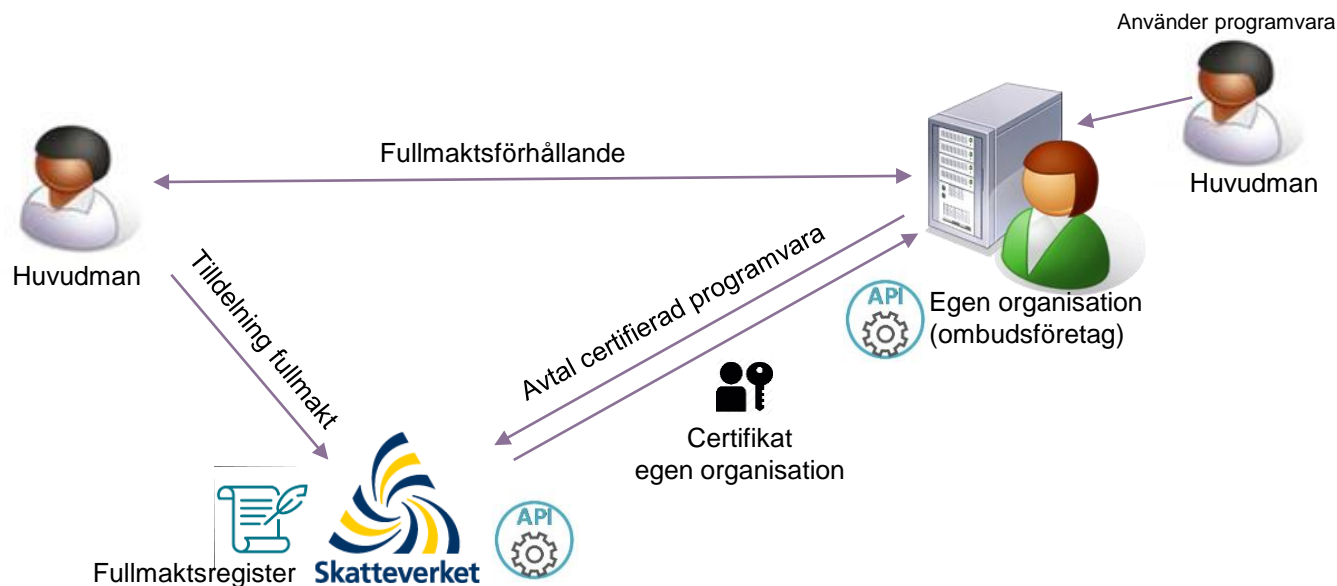 Använder programvara
Huvudman
Fullmaktsförhållande
Huvudman
Tilldelning fullmakt
Avtal certifierad programvara
API
Egen organisation
(ombudsföretag)
Certifikat
egen organisation
API
Fullmaktsregister
Skatteverket